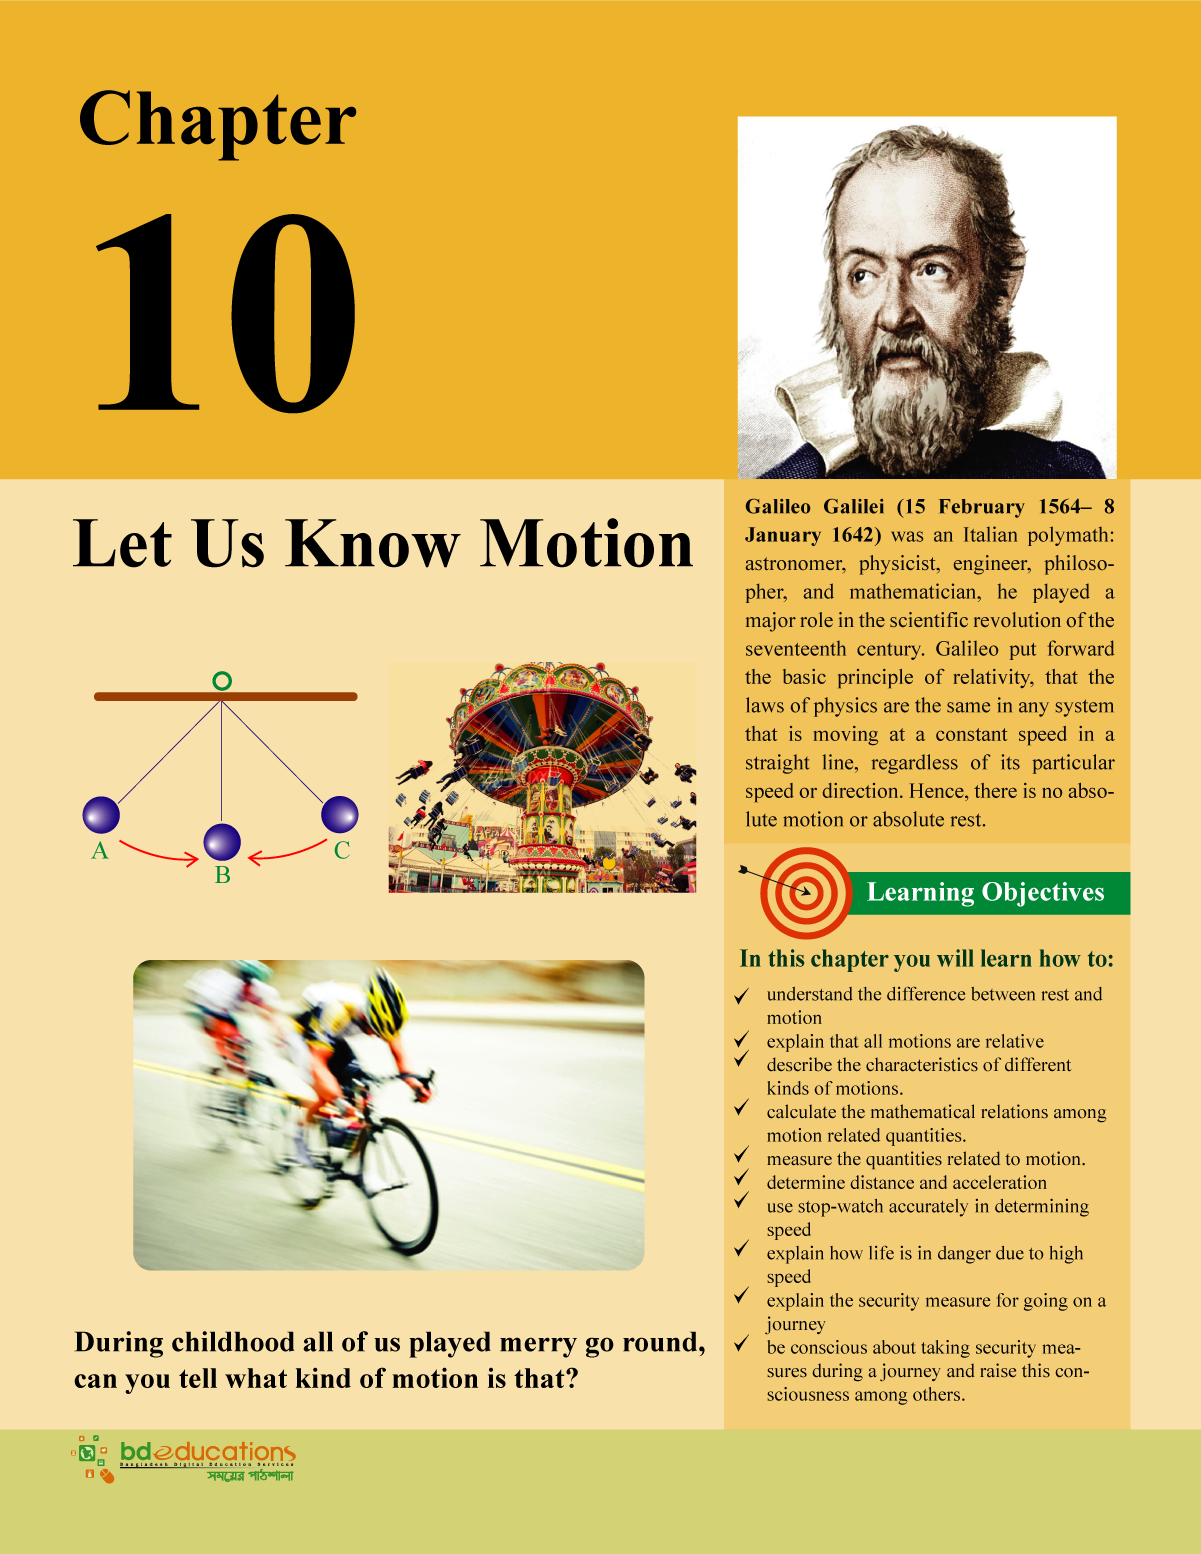 Chapter
10
Let Us Know Motion
A
B
C
During childhood all of us played merry go round,
can you tell what kind of motion is that?
Galileo Galilei (15 February 1564– 8
January 1642) was an Italian polymath:
astronomer, physicist, engineer, philoso-
pher, and mathematician, he played a
major role in the scientific revolution of the
seventeenth century. Galileo put forward
the basic principle of relativity, that the
laws of physics are the same in any system
that is moving at a constant speed in a
straight line, regardless of its particular
speed or direction. Hence, there is no abso-
lute motion or absolute rest.
Learning Objectives
In this chapter you will learn how to:
✓ understand the difference between rest and
motion
✓ explain that all motions are relative
✓ describe the characteristics of different
kinds of motions.
✓ calculate the mathematical relations among
motion related quantities.
✓ measure the quantities related to motion.
✓ determine distance and acceleration
✓ use stop-watch accurately in determining
speed
✓ explain how life is in danger due to high
speed
✓ explain the security measure for going on a
journey
✓ be conscious about taking security mea-
sures during a journey and raise this con-
sciousness among others.
bdeducations
Bangladesh Digital Education Services
সময়ের পাঠশালা